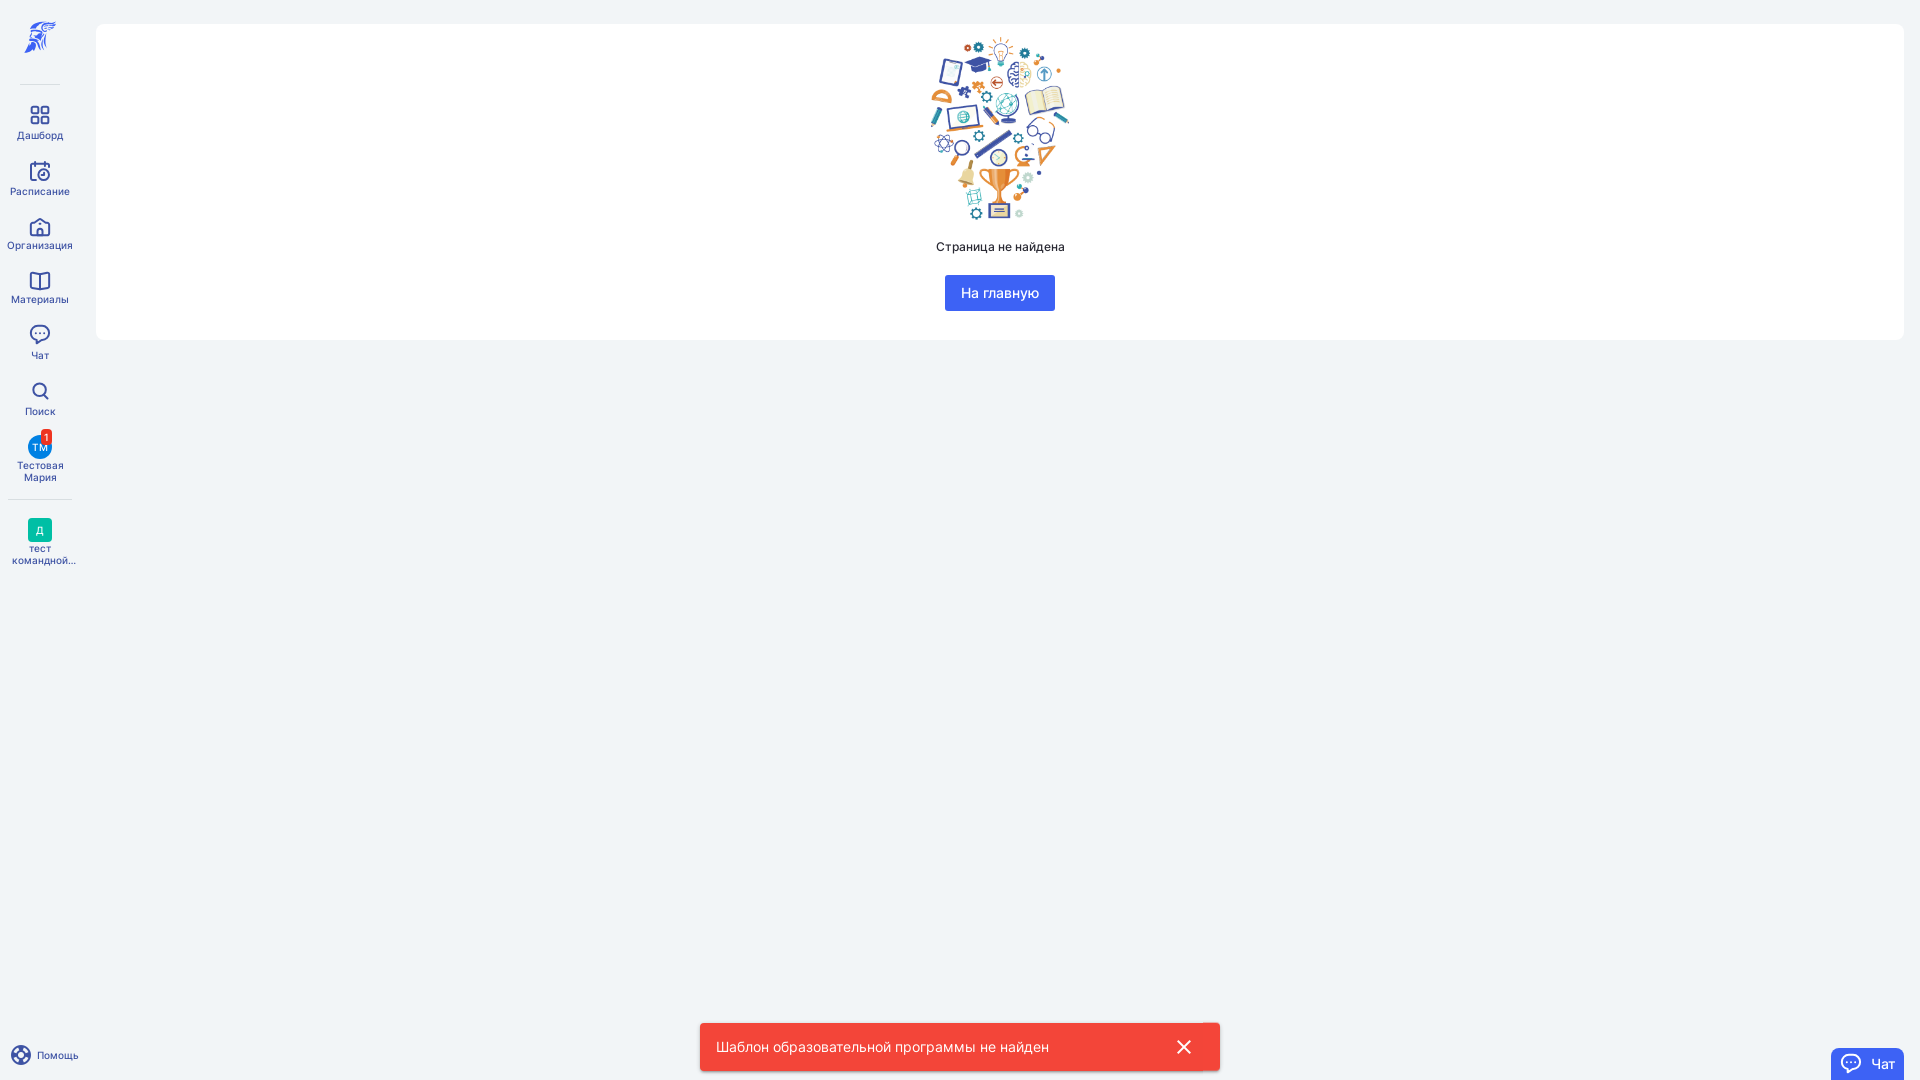 Дашборд
Расписание
Организация
Материалы
Чат
Поиск
ТМ
1
Тестовая
Мария
Д
тест
командной...
Помощь
Страница не найдена
На главную
Шаблон образовательной программы не найден
Чат